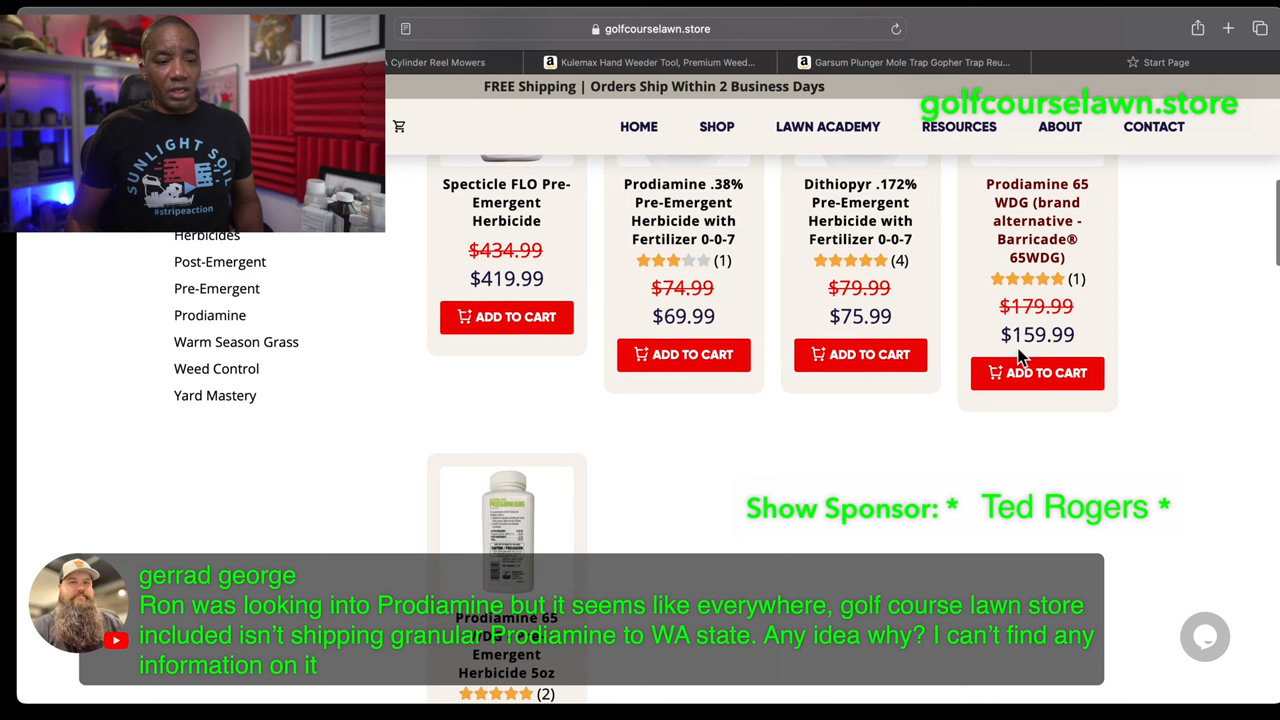 golfcourselawn.store
Cylinder Reel Mowers
Kulemax Hand Weeder Tool, Premium Weed...
Garsum Plunger Mole Trap Gopher Trap Reu...
Start Page
FREE Shipping | Orders Ship Within 2 Business Days
golfcourselawn.store
HOME
SHOP
LAWN ACADEMY
RESOURCES
ABOUT
CONTACT
SUNLIGHT SOIL
#stripeaction
Herbicides
Post-Emergent
Pre-Emergent
Prodiamine
Warm Season Grass
Weed Control
Yard Mastery
Specticle FLO Pre-
Emergent
Herbicide
$434.99
$419.99
ADD TO CART
Prodiamine .38%
Pre-Emergent
Herbicide with
Fertilizer 0-0-7
(1)
$74.99
$69.99
ADD TO CART
Dithiopyr .172%
Pre-Emergent
Herbicide with
Fertilizer 0-0-7
(4)
$79.99
$75.99
ADD TO CART
Prodiamine 65
WDG (brand
alternative -
Barricade®
65WDG)
(1)
$179.99
$159.99
ADD TO CART
Show Sponsor: * Ted Rogers *
Prodiamine 65
Emergent
Herbicide 5oz
(2)
gerrad george
Ron was looking into Prodiamine but it seems like everywhere, golf course lawn store
included isn't shipping granular Prodiamine to WA state. Any idea why? I can't find any
information on it